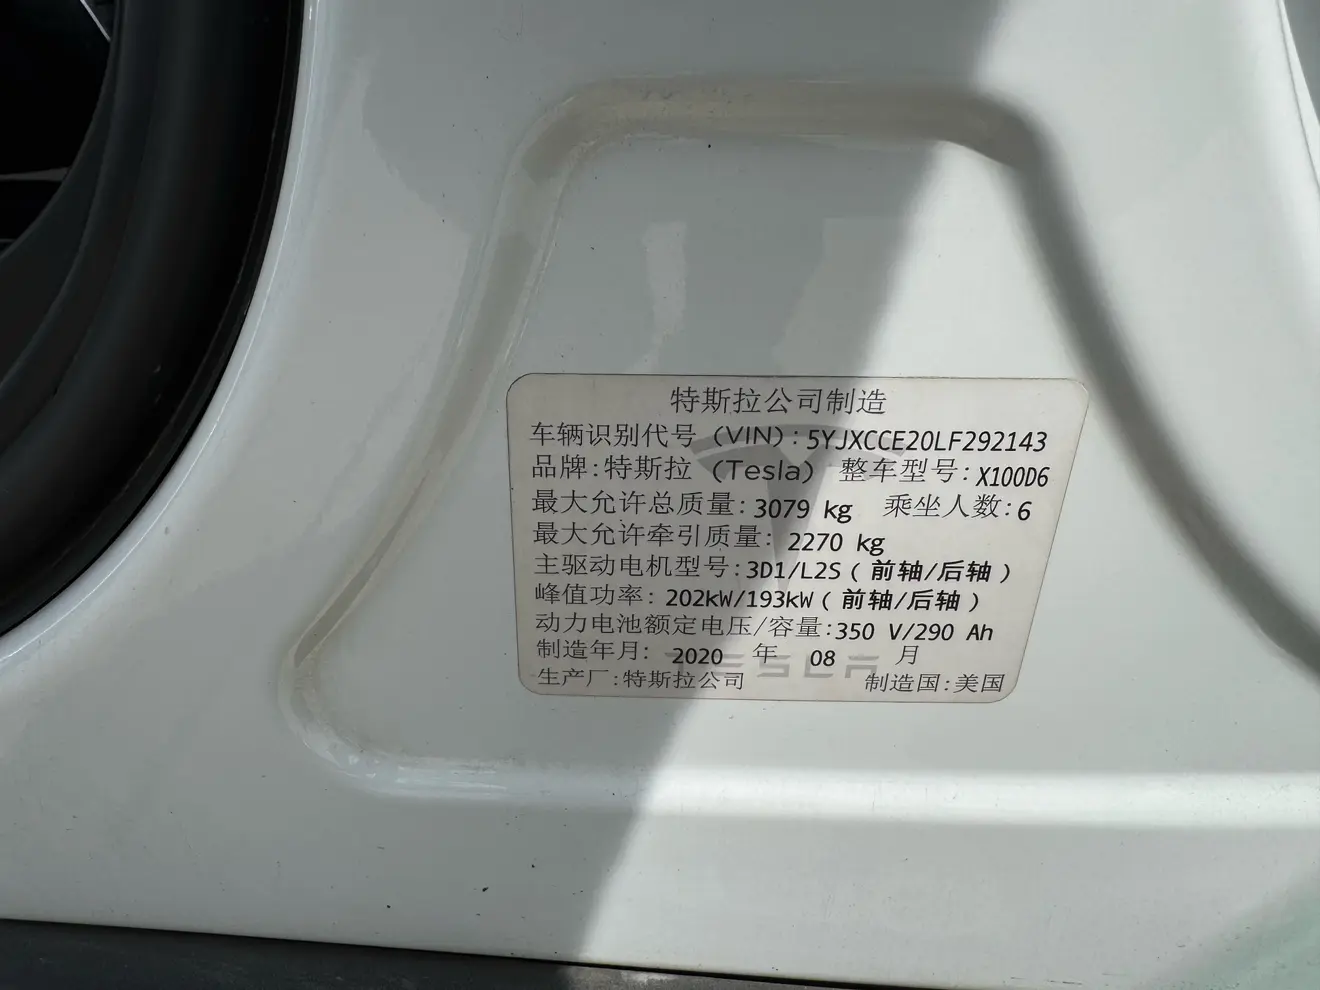 特斯拉公司制造
车辆识别代号 (VIN): 5YJXCCE20LF292143
品牌:特斯拉 (Tesla) 整车型号: X100D6
最大允许总质量: 3079 kg 乘坐人数: 6
最大允许牵引质量: 2270 kg
主驱动电机型号: 3D1/L2S ( 前轴/后轴 )
峰值功率: 202kW/193kW ( 前轴/后轴 )
动力电池额定电压/容量: 350 V/290 Ah
制造年月: 2020 年 08 月
TESLA
生产厂:特斯拉公司 制造国:美国